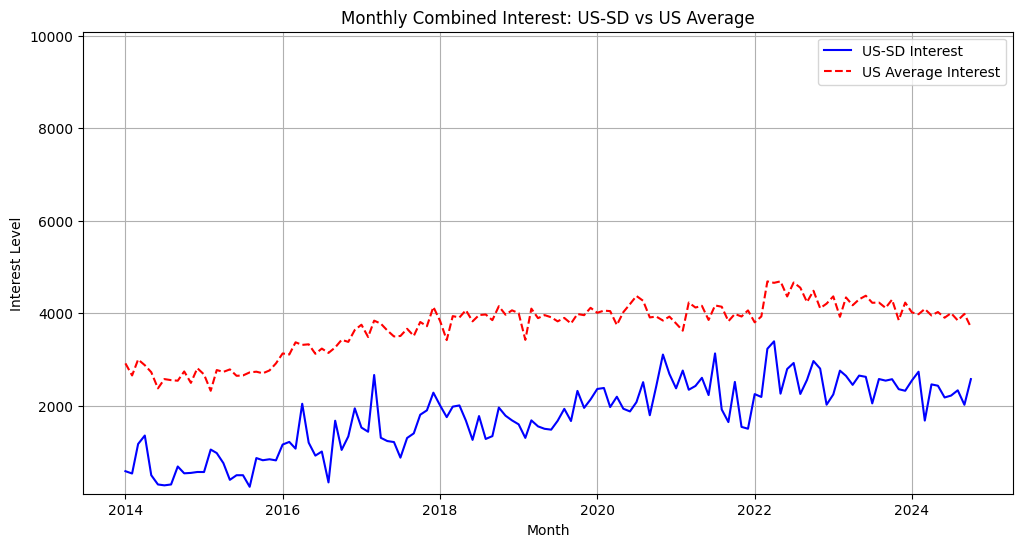 Monthly Combined Interest: US-SD vs US Average
10000
8000
6000
4000
2000
Interest Level
US-SD Interest
US Average Interest
2014 2016 2018 2020 2022 2024
Month